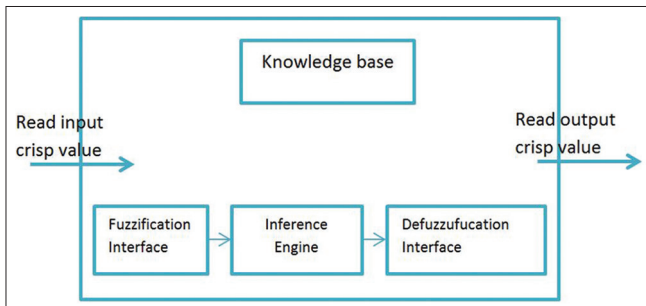 Knowledge base
Read input
crisp value
Read output
crisp value
Fuzzification
Interface
Inference
Engine
Defuzzufucation
Interface